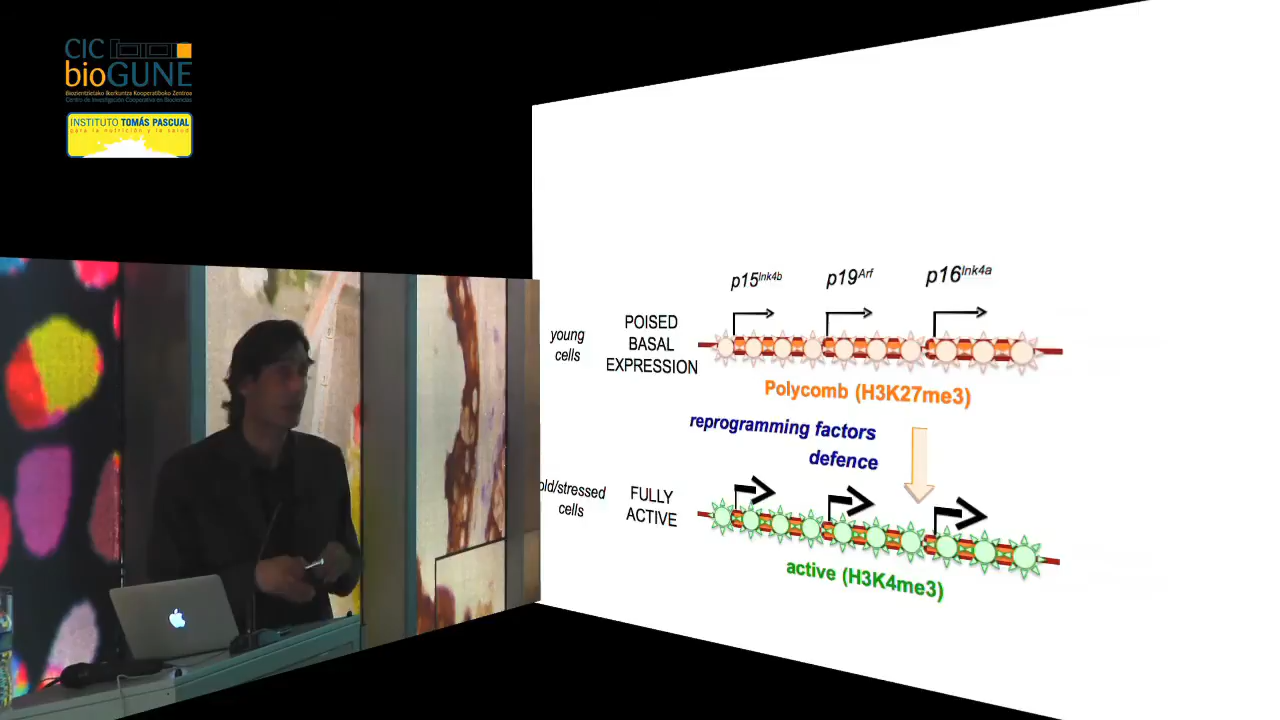 CIC
bioGUNE
Biozientzietako Ikerkuntza Kooperatiboko Zentroa
Centro de Investigación Cooperativa en Biociencias
INSTITUTO TOMÁS PASCUAL
para la nutrición y la salud
p15Ink4b
p19Arf
p16Ink4a
young
cells
POISED
BASAL
EXPRESSION
Polycomb (H3K27me3)
reprogramming factors
defence
old/stressed
cells
FULLY
ACTIVE
active (H3K4me3)